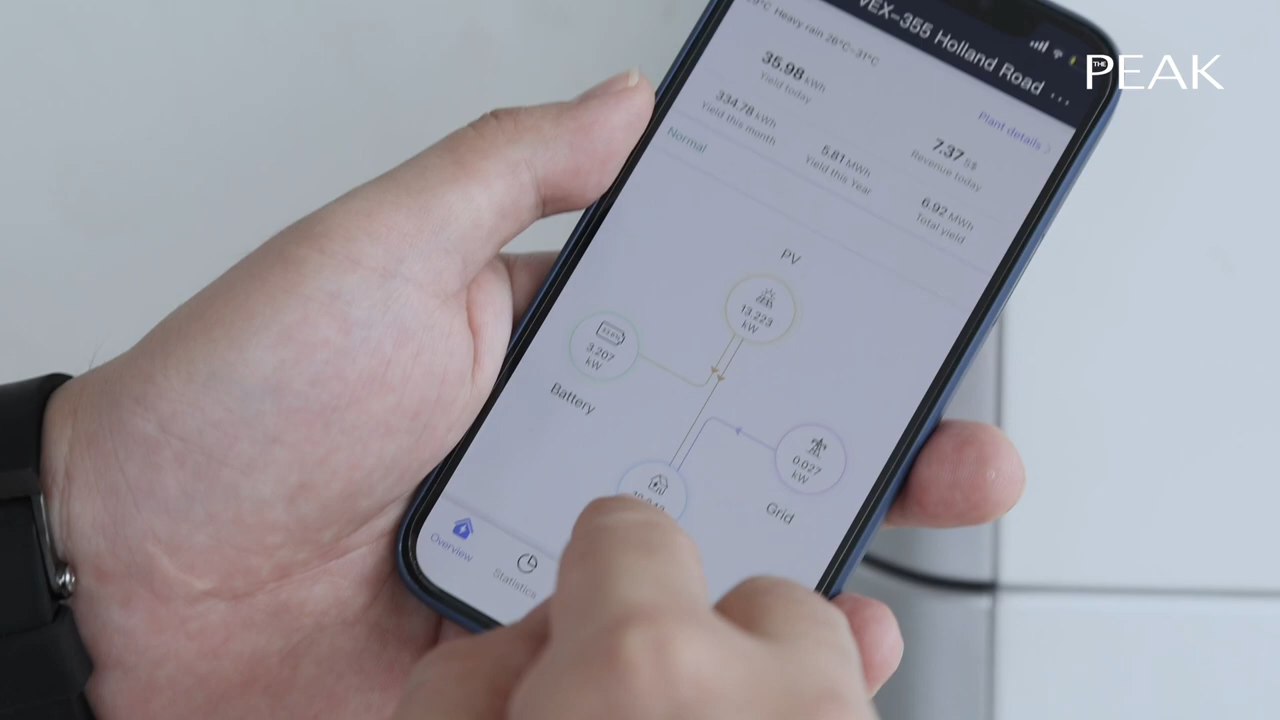 VEX-355 Holland Road
THE PEAK
Heavy rain 26°C~31°C
35.98 kWh
Yield today
Plant details
334.78 kWh
Yield this month
7.37 S$
Revenue today
5.81 MWh
Yield this Year
6.92 MWh
Total yield
Normal
PV
13.223
kW
3.207
kW
Battery
0.027
kW
Grid
Overview
Statistics